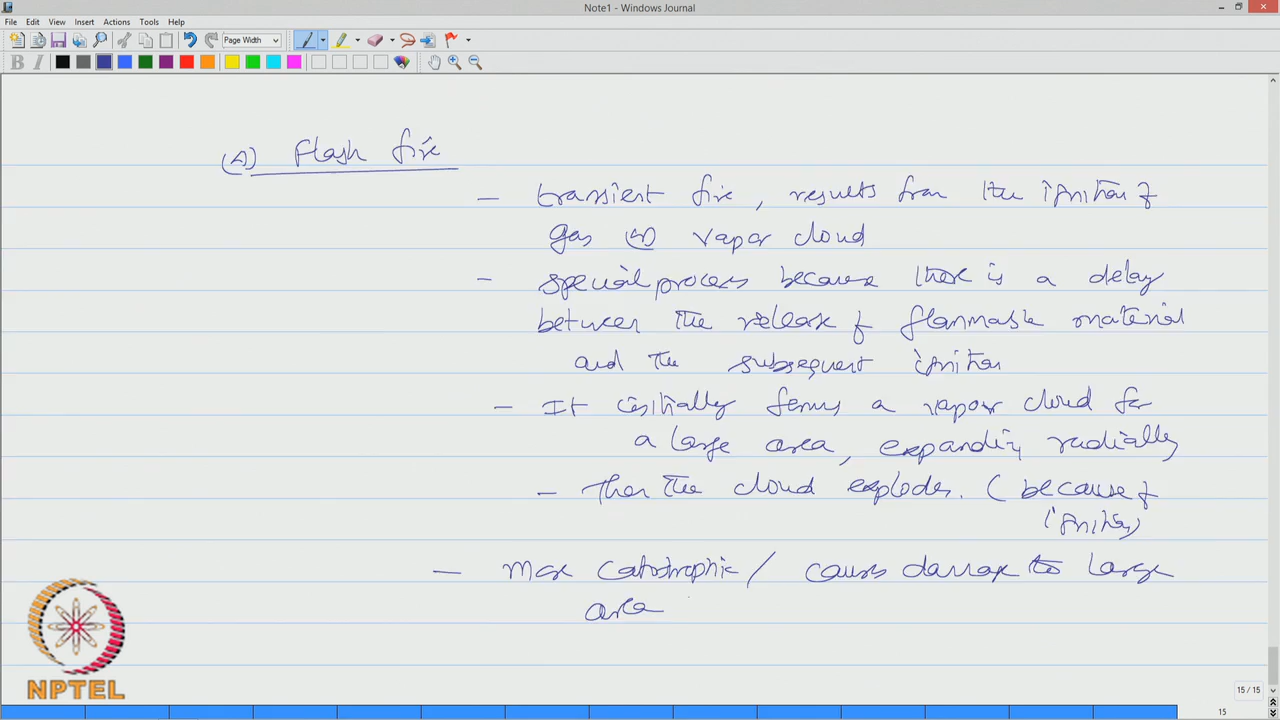 Note1 - Windows Journal
File Edit View Insert Actions Tools Help
Page Width
B I
(A) Flash fire
- transient fire, results from the ignition of
gas (or) vapor cloud
- special process because there is a delay
between the release of flammable material
and the subsequent ignition
- It initially forms a vapor cloud for
a large area, expanding radially
- then the cloud explodes. (because of
ignition)
- More catostrophic / causes damage to large
area
NPTEL
15 / 15
15